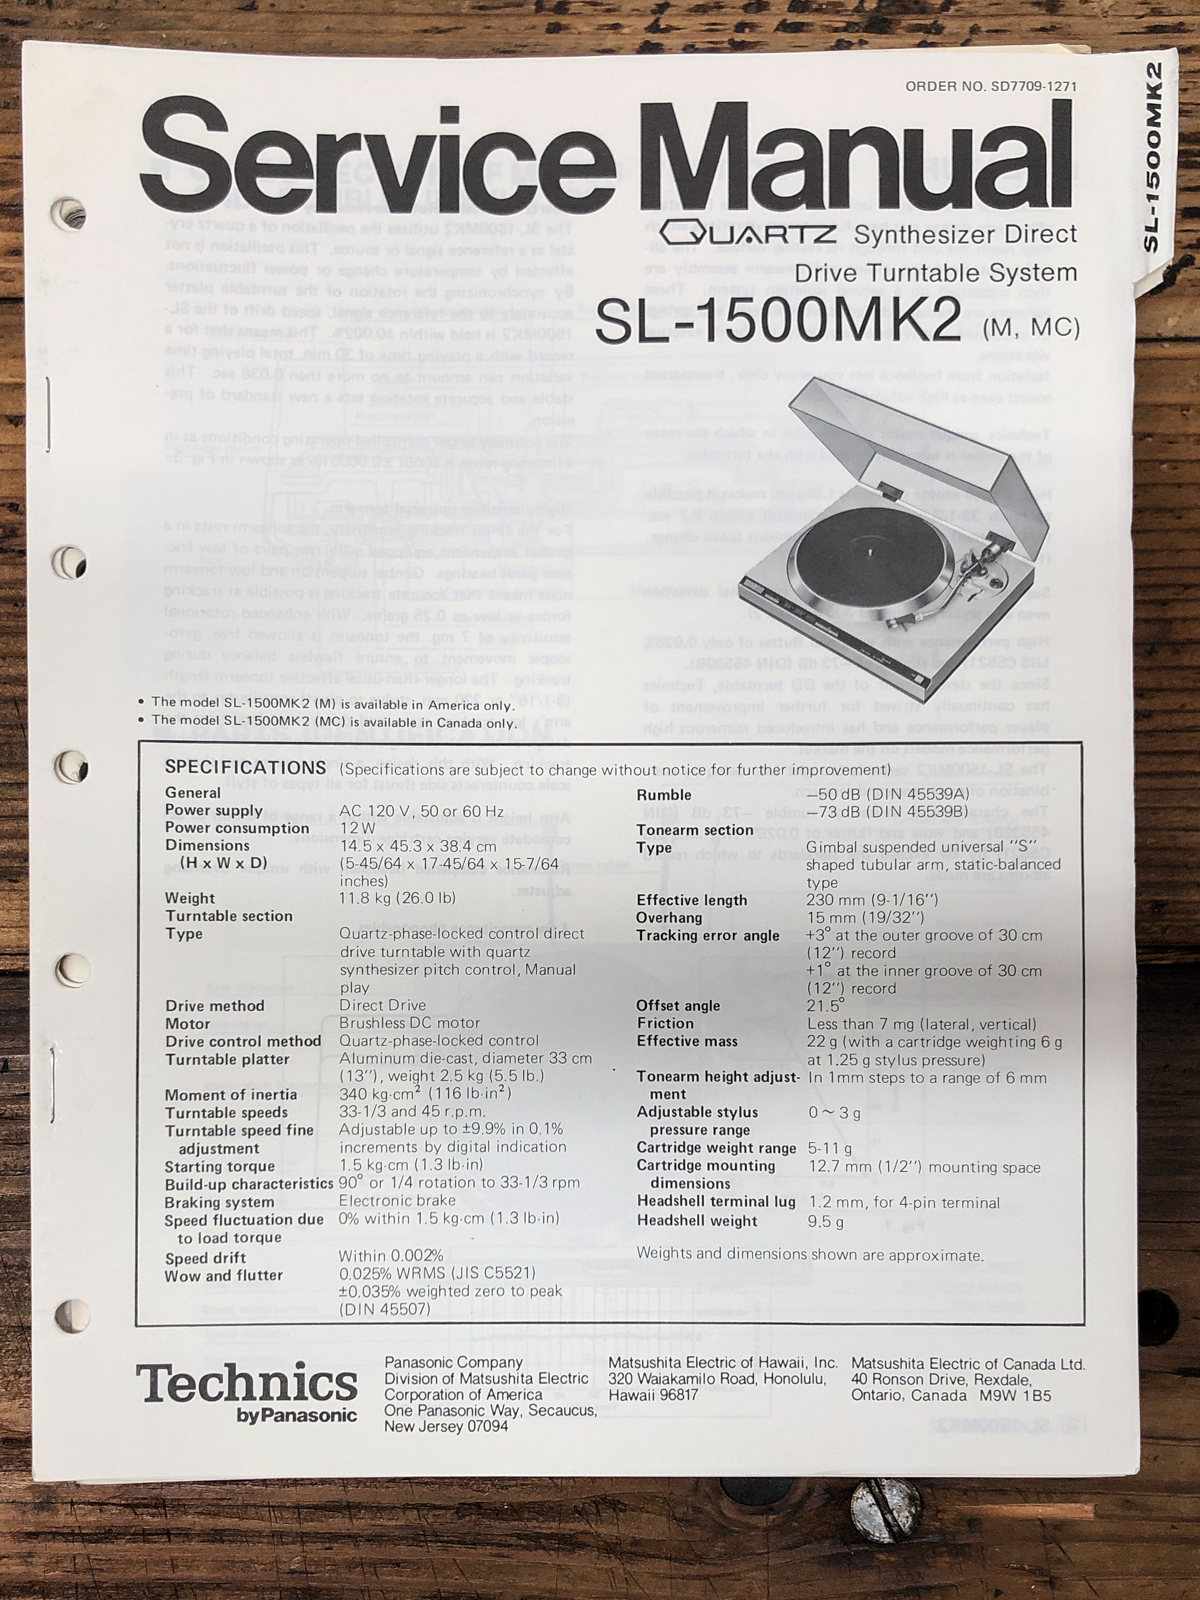 ORDER NO. SD7709-1271
SL-1500MK2
Service Manual
QUARTZ Synthesizer Direct
Drive Turntable System
SL-1500MK2 (M, MC)
• The model SL-1500MK2 (M) is available in America only.
• The model SL-1500MK2 (MC) is available in Canada only.
SPECIFICATIONS (Specifications are subject to change without notice for further improvement)
General
Power supply AC 120 V, 50 or 60 Hz
Power consumption 12 W
Dimensions 14.5 x 45.3 x 38.4 cm
(H x W x D) (5-45/64 x 17-45/64 x 15-7/64
inches)
Weight 11.8 kg (26.0 lb)
Turntable section
Type Quartz-phase-locked control direct
drive turntable with quartz
synthesizer pitch control, Manual
play
Drive method Direct Drive
Motor Brushless DC motor
Drive control method Quartz-phase-locked control
Turntable platter Aluminum die-cast, diameter 33 cm
(13''), weight 2.5 kg (5.5 lb.)
Moment of inertia 340 kg·cm² (116 lb·in²)
Turntable speeds 33-1/3 and 45 r.p.m.
Turntable speed fine Adjustable up to ±9.9% in 0.1%
adjustment increments by digital indication
Starting torque 1.5 kg·cm (1.3 lb·in)
Build-up characteristics 90° or 1/4 rotation to 33-1/3 rpm
Braking system Electronic brake
Speed fluctuation due 0% within 1.5 kg·cm (1.3 lb·in)
to load torque
Speed drift Within 0.002%
Wow and flutter 0.025% WRMS (JIS C5521)
±0.035% weighted zero to peak
(DIN 45507)
Rumble −50 dB (DIN 45539A)
−73 dB (DIN 45539B)
Tonearm section
Type Gimbal suspended universal ''S''
shaped tubular arm, static-balanced
type
Effective length 230 mm (9-1/16'')
Overhang 15 mm (19/32'')
Tracking error angle +3° at the outer groove of 30 cm
(12'') record
+1° at the inner groove of 30 cm
(12'') record
Offset angle 21.5°
Friction Less than 7 mg (lateral, vertical)
Effective mass 22 g (with a cartridge weighting 6 g
at 1.25 g stylus pressure)
Tonearm height adjust- In 1mm steps to a range of 6 mm
ment
Adjustable stylus 0 ~ 3 g
pressure range
Cartridge weight range 5-11 g
Cartridge mounting 12.7 mm (1/2'') mounting space
dimensions
Headshell terminal lug 1.2 mm, for 4-pin terminal
Headshell weight 9.5 g
Weights and dimensions shown are approximate.
Technics
by Panasonic
Panasonic Company
Division of Matsushita Electric
Corporation of America
One Panasonic Way, Secaucus,
New Jersey 07094
Matsushita Electric of Hawaii, Inc.
320 Waiakamilo Road, Honolulu,
Hawaii 96817
Matsushita Electric of Canada Ltd.
40 Ronson Drive, Rexdale,
Ontario, Canada M9W 1B5